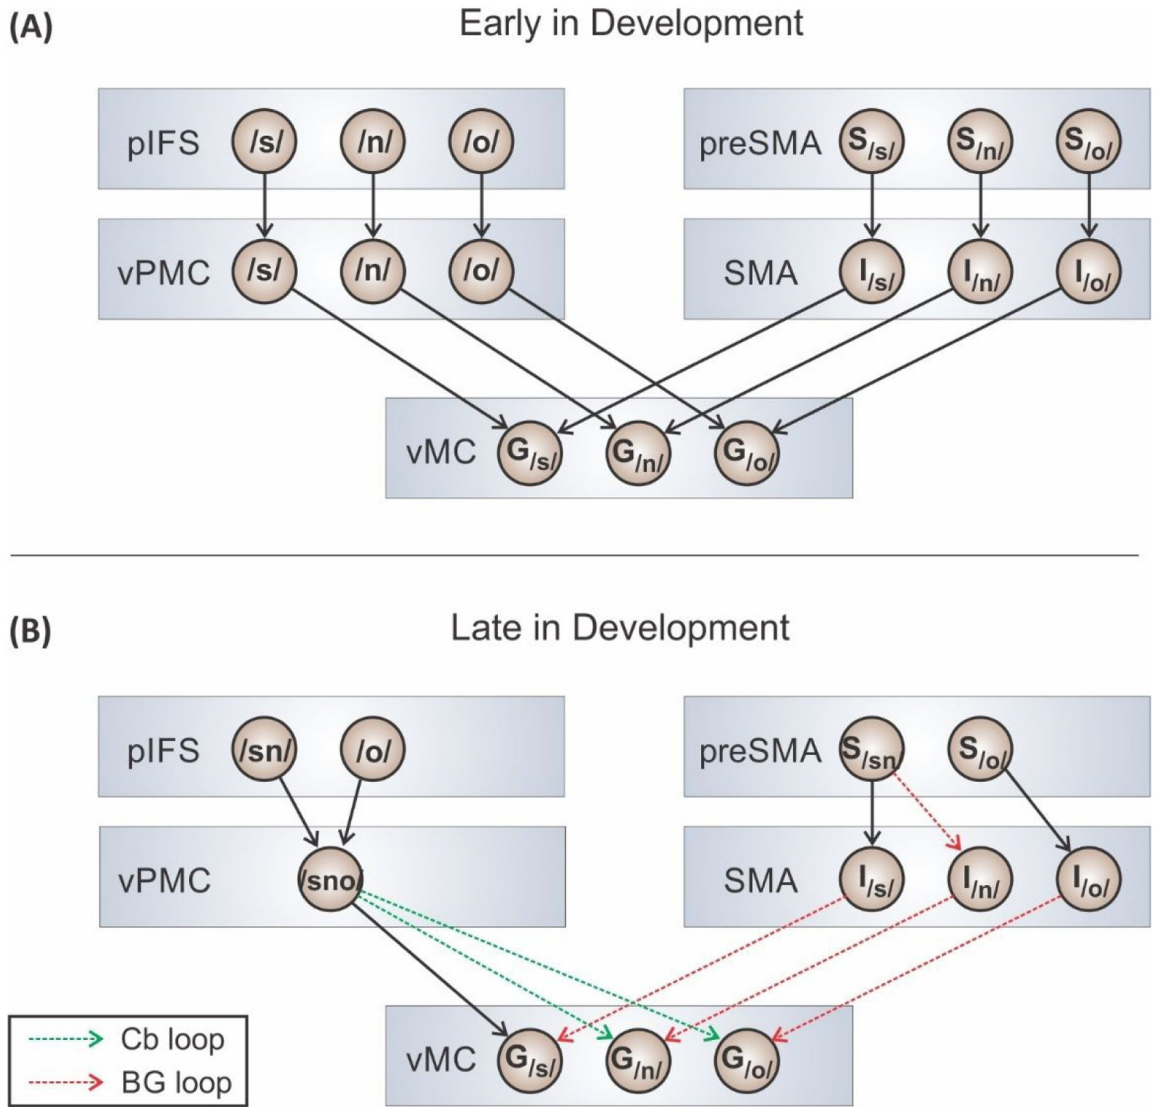 (A) Early in Development
pIFS /s/ /n/ /o/ preSMA S/s/ S/n/ S/o/
vPMC /s/ /n/ /o/ SMA I/s/ I/n/ I/o/
vMC G/s/ G/n/ G/o/
(B) Late in Development
pIFS /sn/ /o/ preSMA S/sn/ S/o/
vPMC /sno/ SMA I/s/ I/n/ I/o/
vMC G/s/ G/n/ G/o/
Cb loop
BG loop